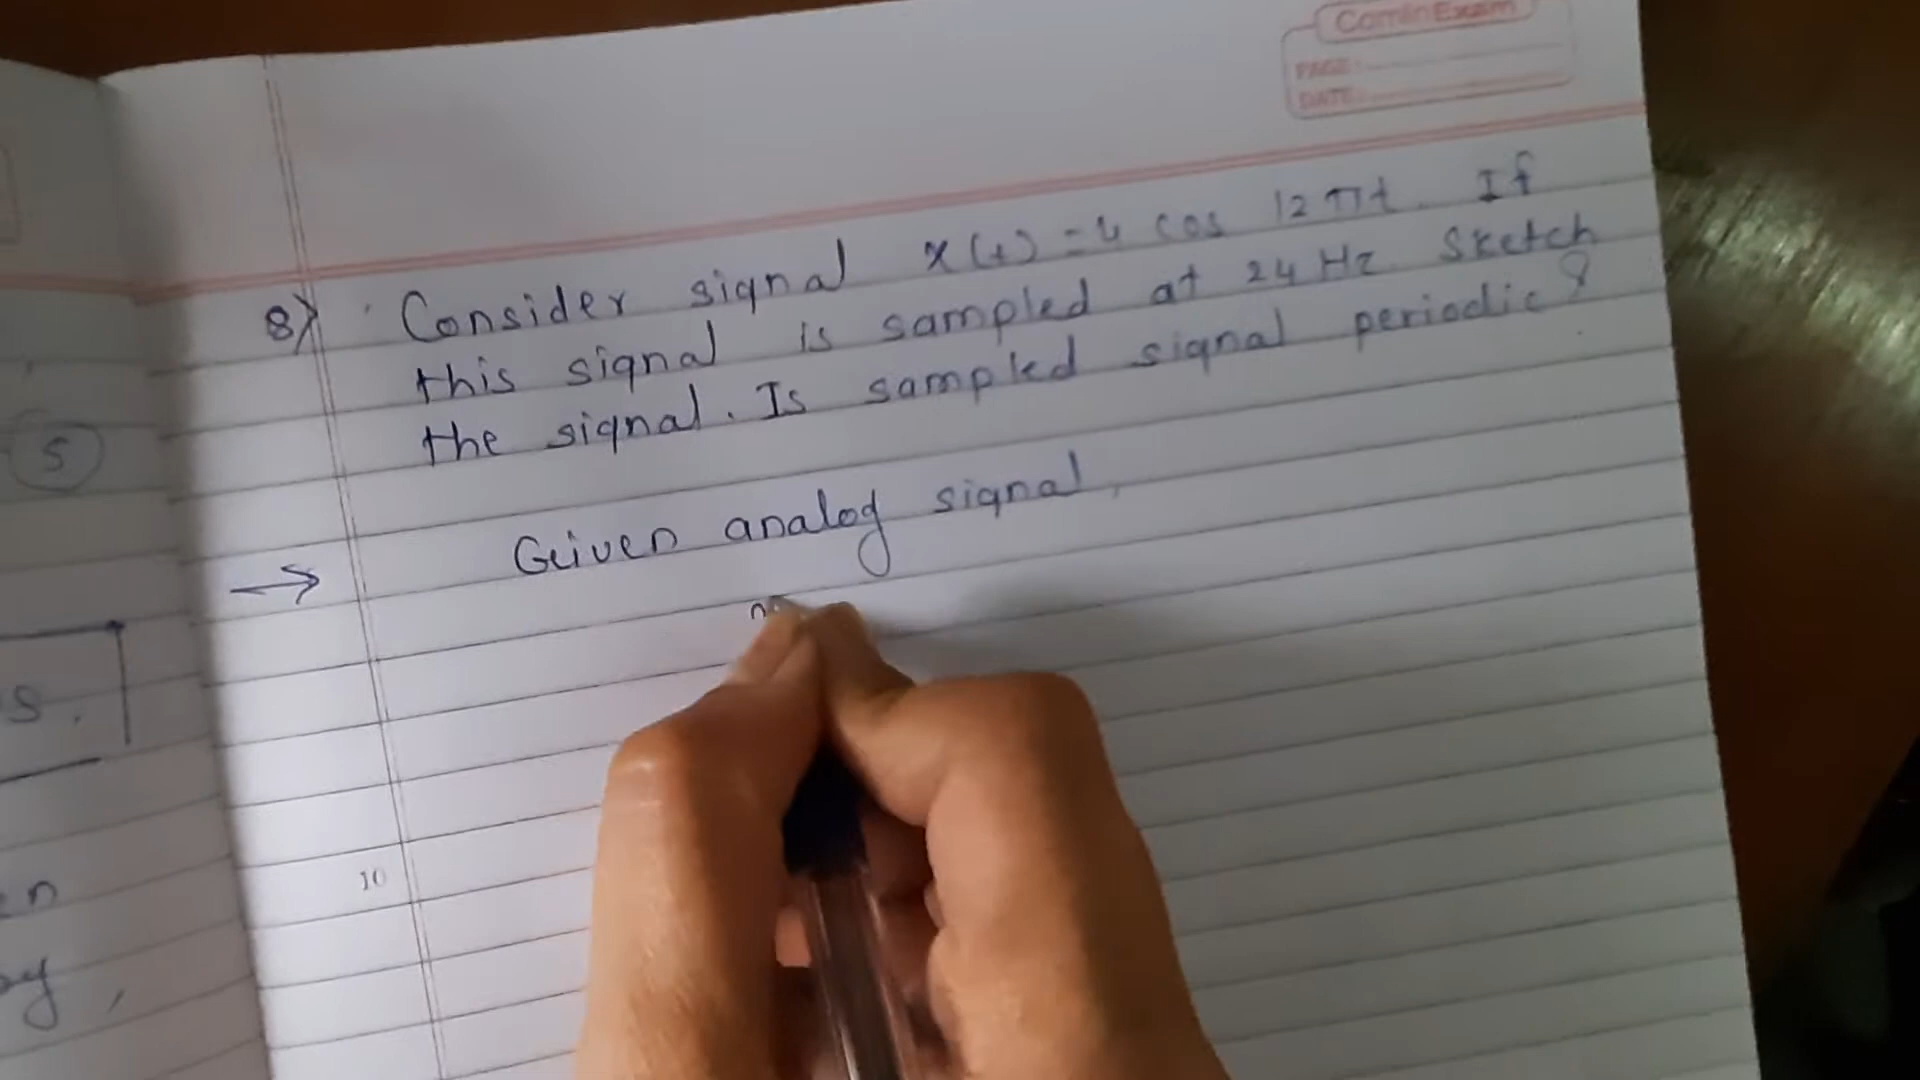 Camlin Exam
PAGE:
DATE:
8) Consider signal x(t) = 4 cos 12πt. If
this signal is sampled at 24 Hz. Sketch
the signal. Is sampled signal periodic?
→ Given analog signal,
5
s.
10
en